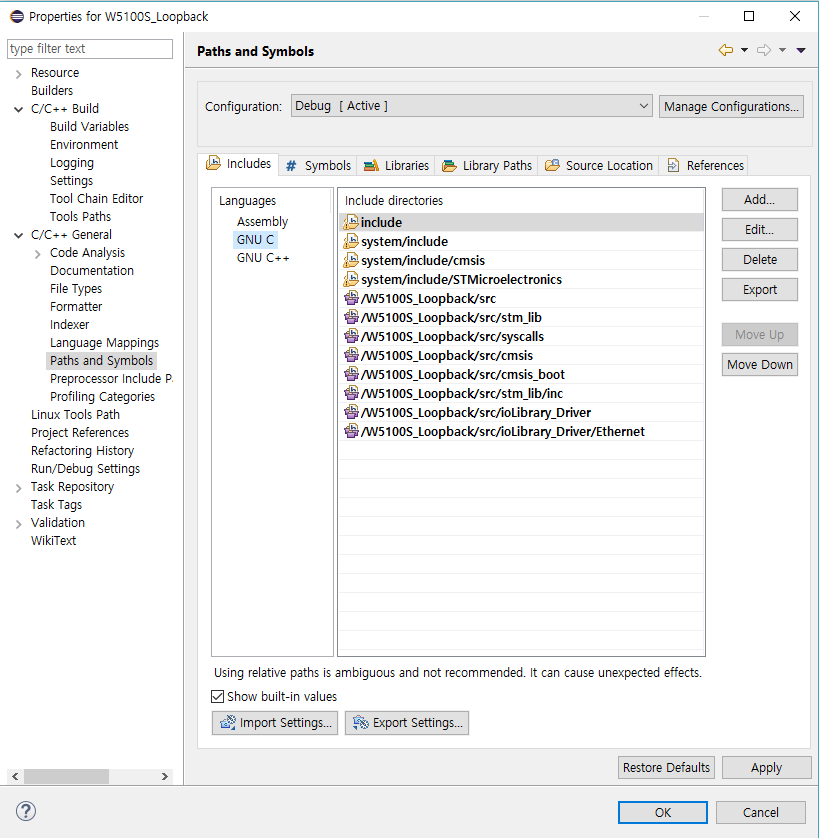 Properties for W5100S_Loopback
type filter text
Resource
Builders
C/C++ Build
Build Variables
Environment
Logging
Settings
Tool Chain Editor
Tools Paths
C/C++ General
Code Analysis
Documentation
File Types
Formatter
Indexer
Language Mappings
Paths and Symbols
Preprocessor Include P
Profiling Categories
Linux Tools Path
Project References
Refactoring History
Run/Debug Settings
Task Repository
Task Tags
Validation
WikiText
Paths and Symbols
Configuration: Debug [ Active ] Manage Configurations...
Includes # Symbols Libraries Library Paths Source Location References
Languages
Assembly
GNU C
GNU C++
Include directories
include
system/include
system/include/cmsis
system/include/STMicroelectronics
/W5100S_Loopback/src
/W5100S_Loopback/src/stm_lib
/W5100S_Loopback/src/syscalls
/W5100S_Loopback/src/cmsis
/W5100S_Loopback/src/cmsis_boot
/W5100S_Loopback/src/stm_lib/inc
/W5100S_Loopback/src/ioLibrary_Driver
/W5100S_Loopback/src/ioLibrary_Driver/Ethernet
Add...
Edit...
Delete
Export
Move Up
Move Down
Using relative paths is ambiguous and not recommended. It can cause unexpected effects.
Show built-in values
Import Settings... Export Settings...
Restore Defaults Apply
? OK Cancel